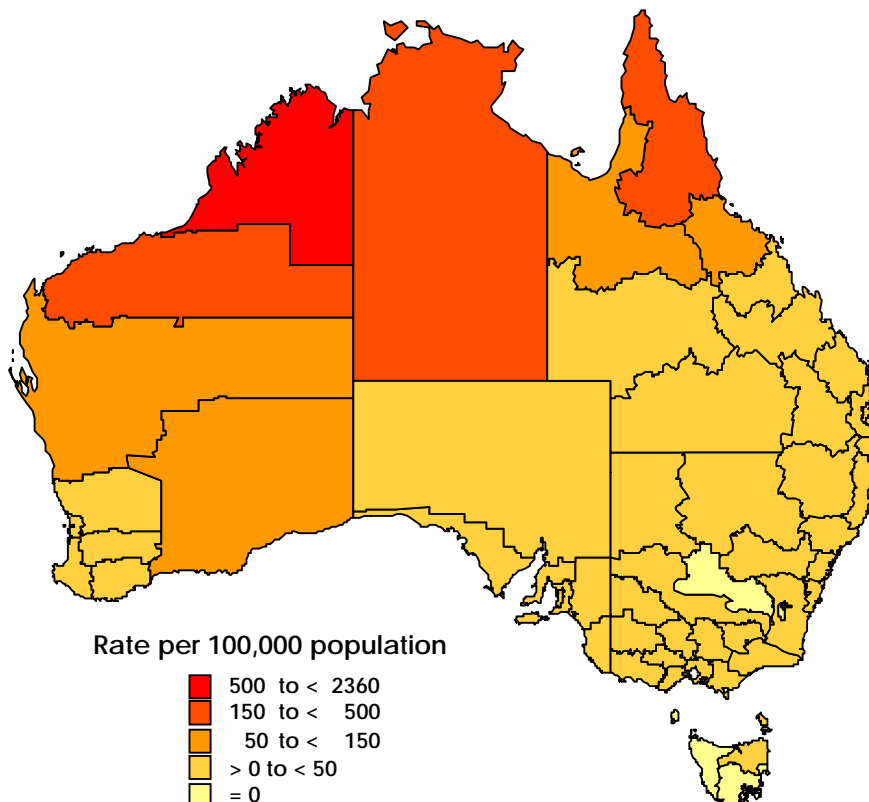 Rate per 100,000 population
500 to < 2360
150 to < 500
50 to < 150
> 0 to < 50
= 0